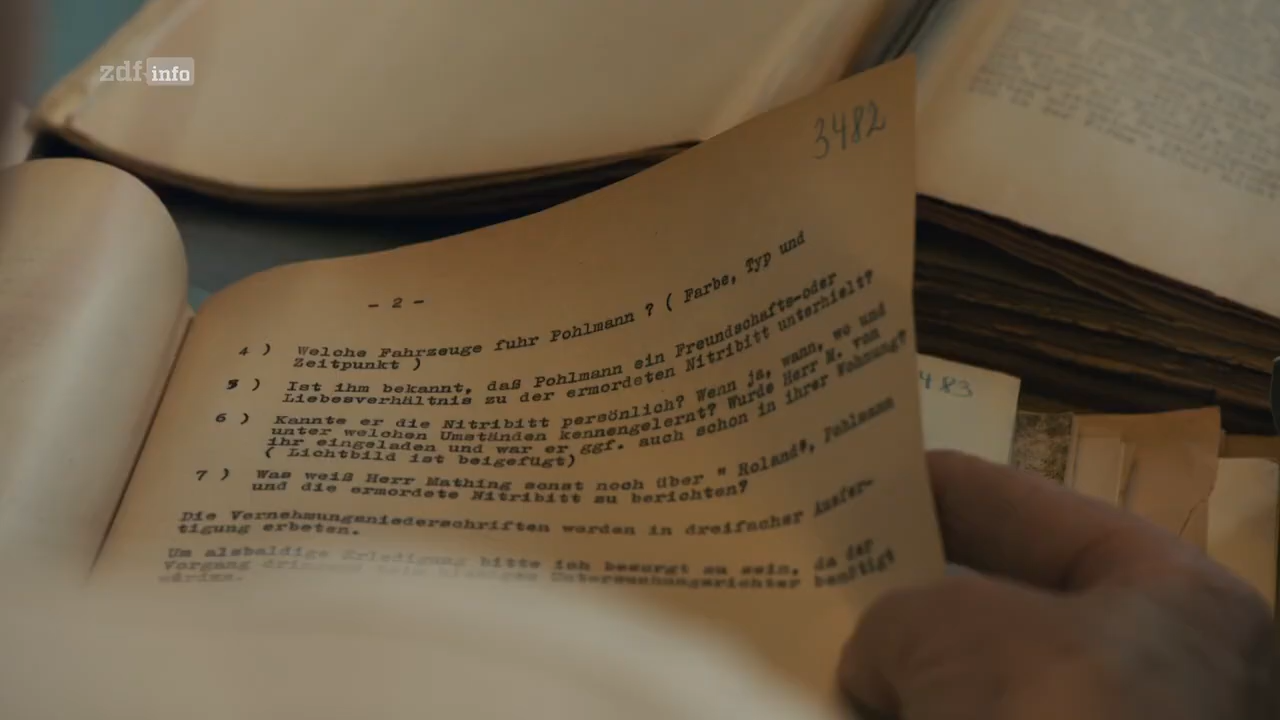 zdf info
3482
- 2 -
4 ) Welche Fahrzeuge fuhr Pohlmann ? ( Farbe, Typ und
Zeitpunkt )
5 ) Ist ihm bekannt, daß Pohlmann ein Freundschafts-oder
Liebesverhältnis zu der ermordeten Nitribitt unterhielt?
6 ) Kannte er die Nitribitt persönlich? Wenn ja, wann, wo und
unter welchen Umständen kennengelernt? Wurde Herr M. von
ihr eingeladen und war er ggf. auch schon in ihrer Wohnung?
( Lichtbild ist beigefügt)
7 ) Was weiß Herr Mathing sonst noch über " Roland", Pohlmann
und die ermordete Nitribitt zu berichten?
Die Vernehmungsniederschriften werden in dreifacher Ausfer-
tigung erbeten.
Um alsbaldige Erledigung bitte ich besorgt zu sein, da der
Vorgang Untersuchungsrichter benötigt
483